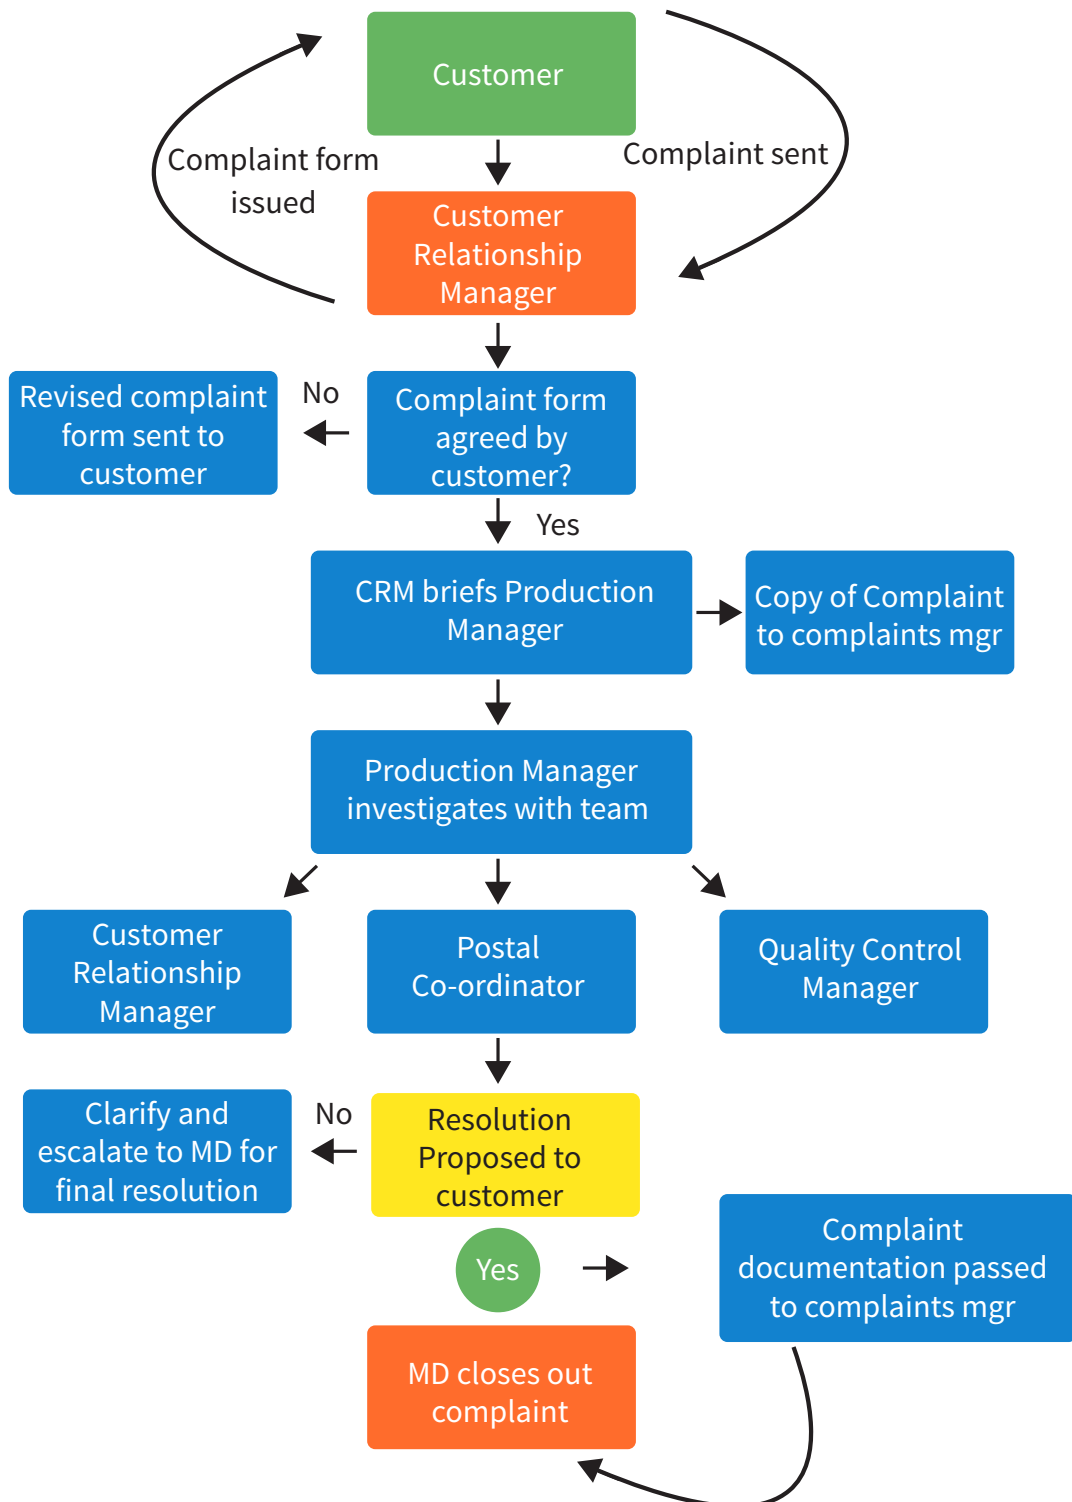 Customer
Complaint form
issued
Complaint sent
Customer
Relationship
Manager
Revised complaint
form sent to
customer
No
Complaint form
agreed by
customer?
Yes
CRM briefs Production
Manager
Copy of Complaint
to complaints mgr
Production Manager
investigates with team
Customer
Relationship
Manager
Postal
Co-ordinator
Quality Control
Manager
Clarify and
escalate to MD for
final resolution
No
Resolution
Proposed to
customer
Yes
Complaint
documentation passed
to complaints mgr
MD closes out
complaint